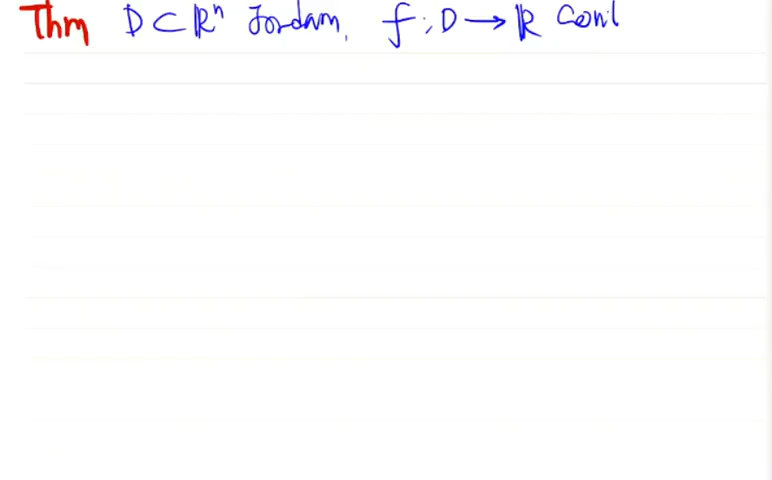 Thm D ⊂ ℝⁿ Jordan, f : D → ℝ cont